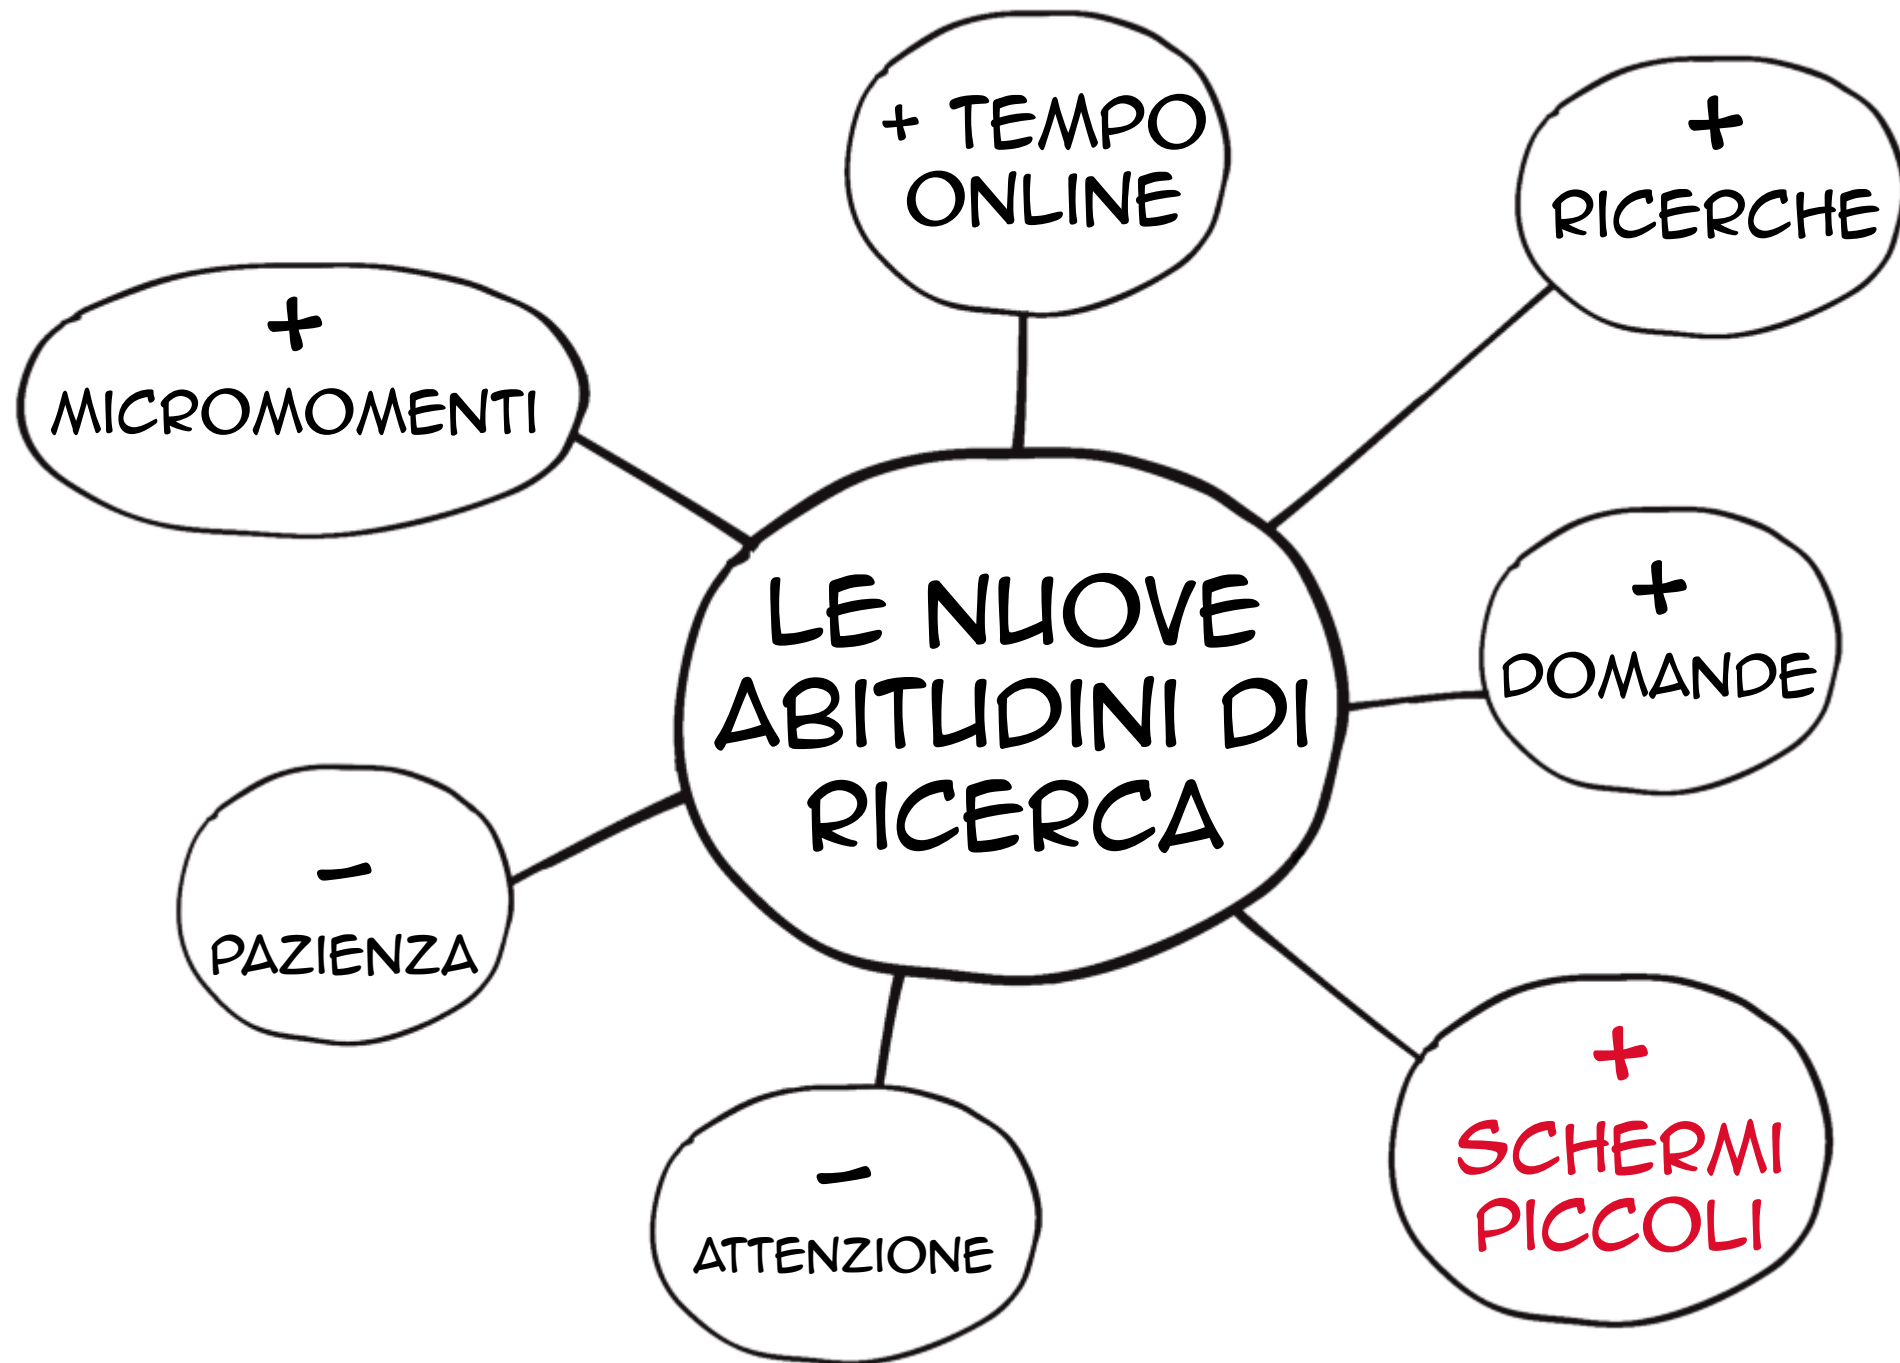 + TEMPO
ONLINE
+
RICERCHE
+
MICROMOMENTI
+
DOMANDE
LE NUOVE
ABITUDINI DI
RICERCA
-
PAZIENZA
+
SCHERMI
PICCOLI
-
ATTENZIONE